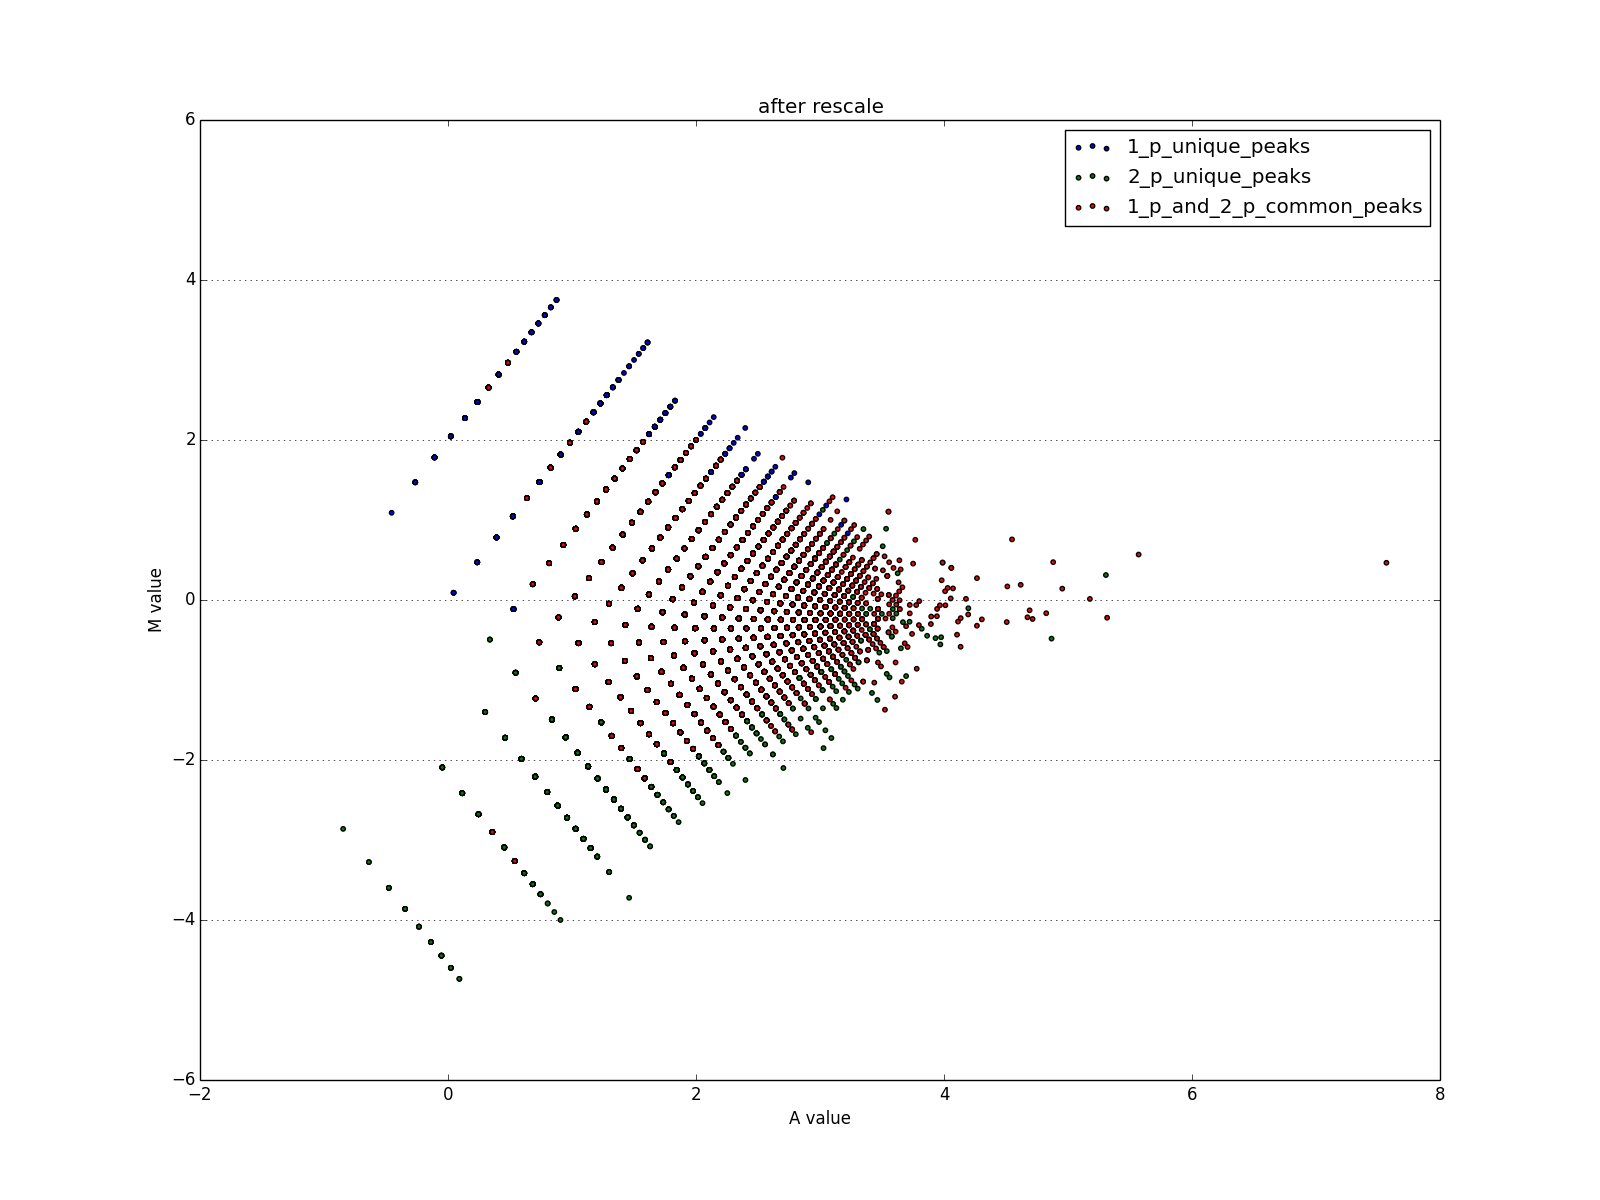 after rescale
6
1_p_unique_peaks
2_p_unique_peaks
1_p_and_2_p_common_peaks
4
2
0
−2
−4
−6
M value
−2 0 2 4 6 8
A value